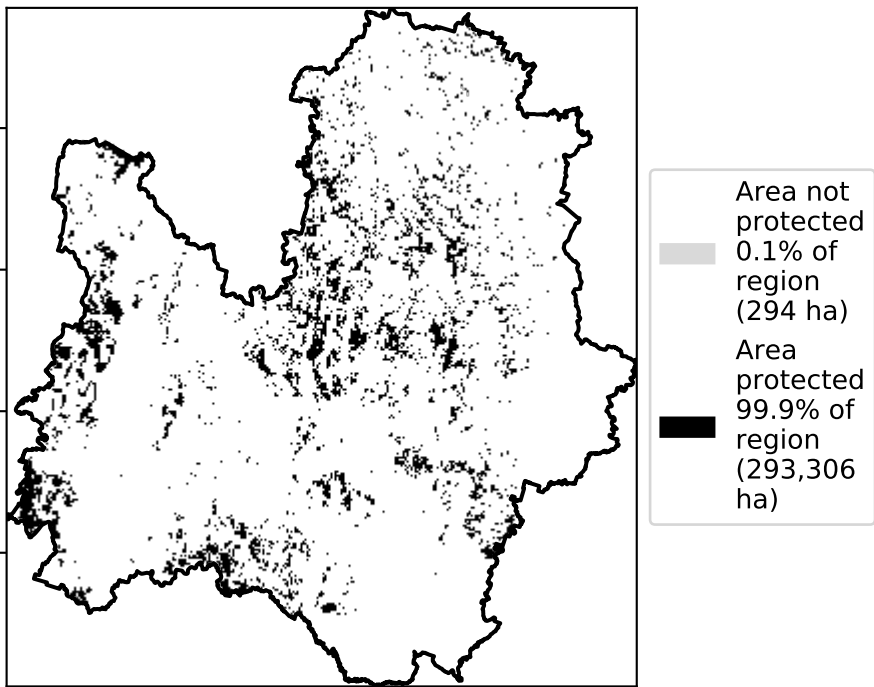 Area not
protected
0.1% of
region
(294 ha)
Area
protected
99.9% of
region
(293,306
ha)